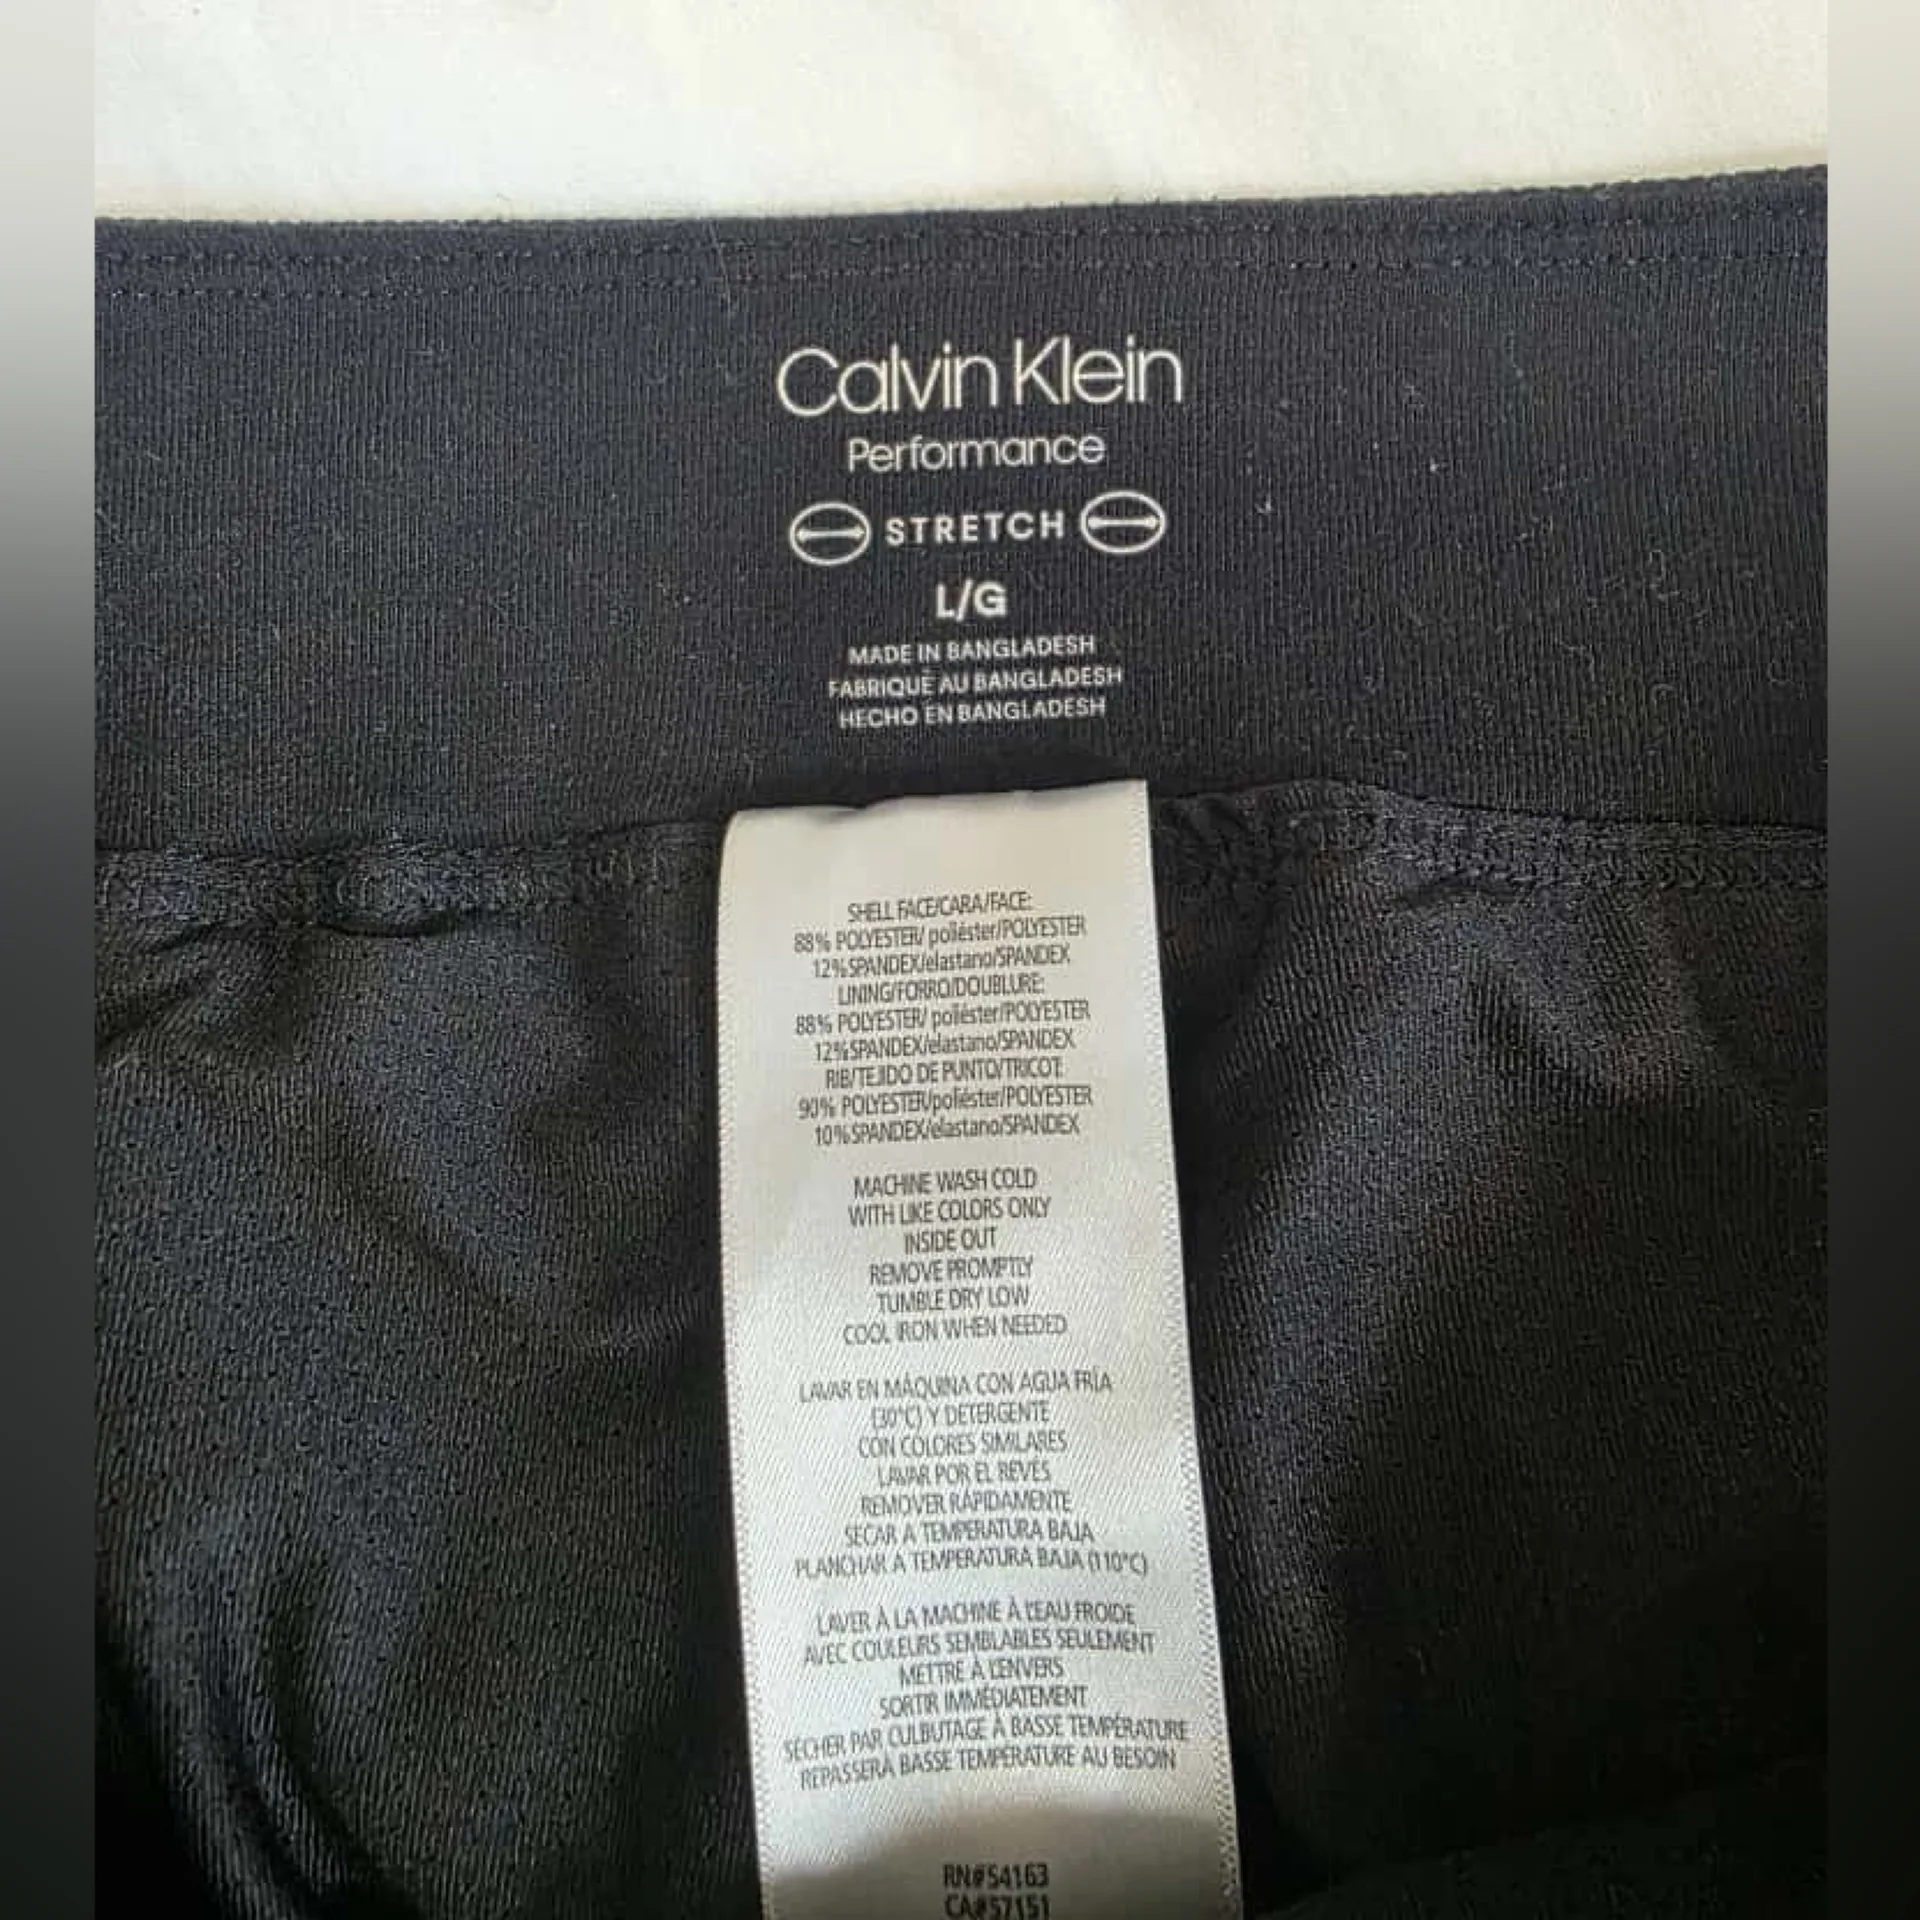 Calvin Klein
Performance
STRETCH
L/G
MADE IN BANGLADESH
FABRIQUÉ AU BANGLADESH
HECHO EN BANGLADESH
SHELL FACE/CARA/FACE:
88% POLYESTER/ poliéster/POLYESTER
12%SPANDEX/elastano/SPANDEX
LINING/FORRO/DOUBLURE:
88% POLYESTER/ poliéster/POLYESTER
12%SPANDEX/elastano/SPANDEX
RIB/TEJIDO DE PUNTO/TRICOT
90% POLYESTER/poliéster/POLYESTER
10%SPANDEX/elastano/SPANDEX
MACHINE WASH COLD
WITH LIKE COLORS ONLY
INSIDE OUT
REMOVE PROMPTLY
TUMBLE DRY LOW
COOL IRON WHEN NEEDED
LAVAR EN MÁQUINA CON AGUA FRÍA
(30°C) Y DETERGENTE
CON COLORES SIMILARES
LAVAR POR EL REVÉS
REMOVER RÁPIDAMENTE
SECAR A TEMPERATURA BAJA
PLANCHAR A TEMPERATURA BAJA (110°C)
LAVER À LA MACHINE À L'EAU FROIDE
AVEC COULEURS SEMBLABLES SEULEMENT
METTRE À L'ENVERS
SORTIR IMMÉDIATEMENT
SÉCHER PAR CULBUTAGE À BASSE TEMPÉRATURE
REPASSERÀ BASSE TEMPÉRATURE AU BESOIN
RN#54163
CA#57151